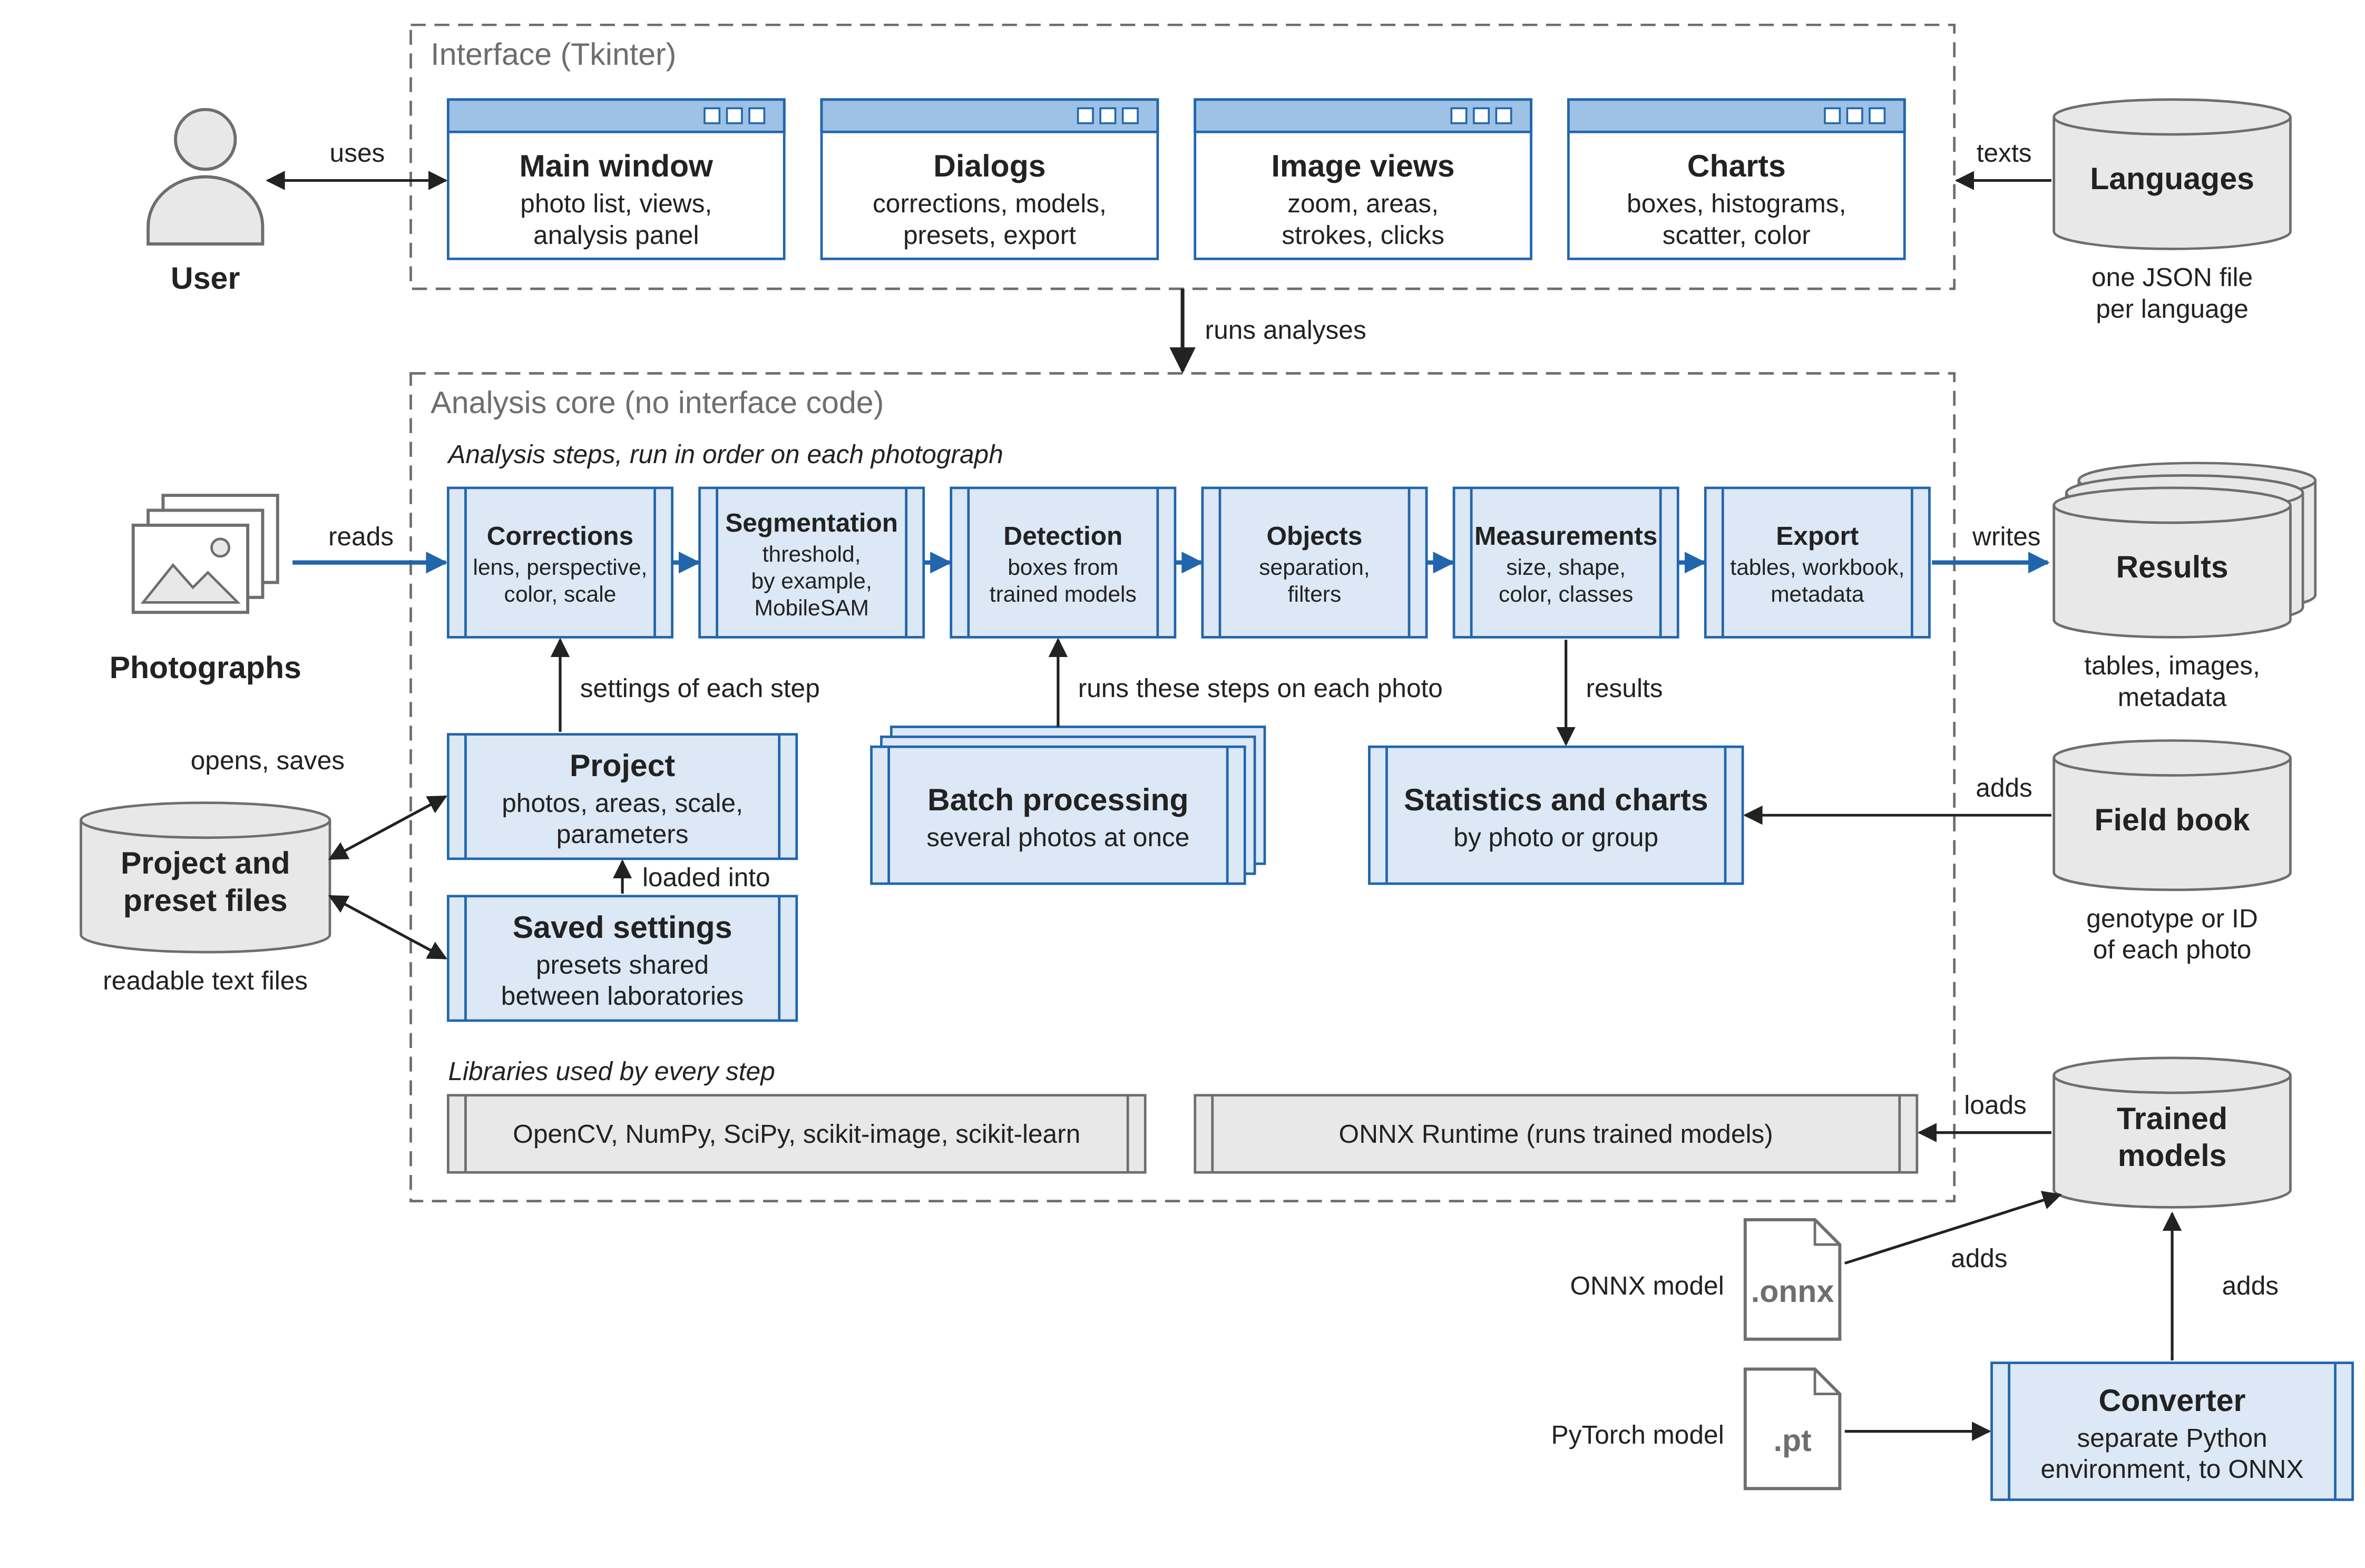 Interface (Tkinter)
uses
User
Main window
photo list, views,
analysis panel
Dialogs
corrections, models,
presets, export
Image views
zoom, areas,
strokes, clicks
Charts
boxes, histograms,
scatter, color
texts
Languages
one JSON file
per language
runs analyses
Analysis core (no interface code)
Analysis steps, run in order on each photograph
Photographs
reads
Corrections
lens, perspective,
color, scale
Segmentation
threshold,
by example,
MobileSAM
Detection
boxes from
trained models
Objects
separation,
filters
Measurements
size, shape,
color, classes
Export
tables, workbook,
metadata
writes
Results
tables, images,
metadata
settings of each step
runs these steps on each photo
results
opens, saves
Project and
preset files
readable text files
Project
photos, areas, scale,
parameters
loaded into
Saved settings
presets shared
between laboratories
Batch processing
several photos at once
Statistics and charts
by photo or group
adds
Field book
genotype or ID
of each photo
Libraries used by every step
OpenCV, NumPy, SciPy, scikit-image, scikit-learn
ONNX Runtime (runs trained models)
loads
Trained
models
ONNX model
.onnx
adds
adds
PyTorch model
.pt
Converter
separate Python
environment, to ONNX